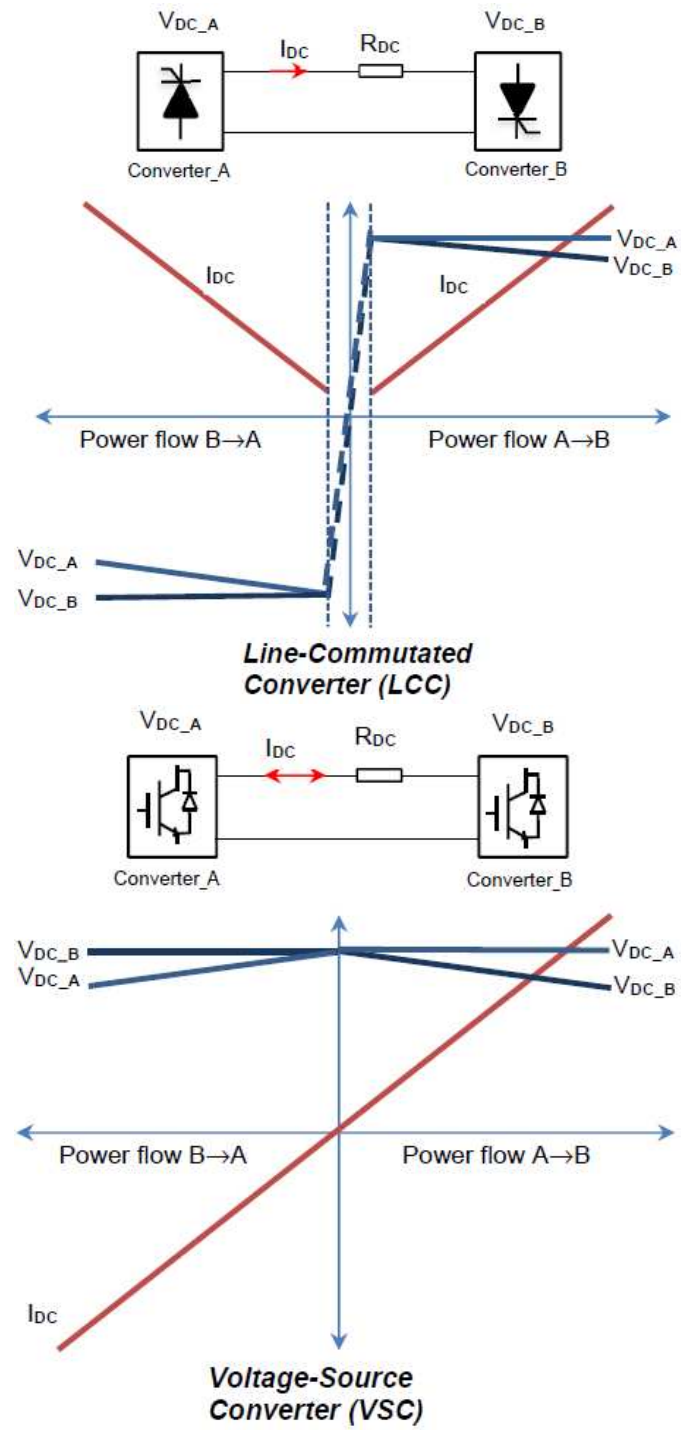 VDC_A VDC_B
IDC RDC
Converter_A Converter_B
IDC IDC VDC_A
VDC_B
Power flow B→A Power flow A→B
VDC_A
VDC_B
Line-Commutated
Converter (LCC)
VDC_A VDC_B
IDC RDC
Converter_A Converter_B
VDC_B VDC_A
VDC_A VDC_B
Power flow B→A Power flow A→B
IDC
Voltage-Source
Converter (VSC)